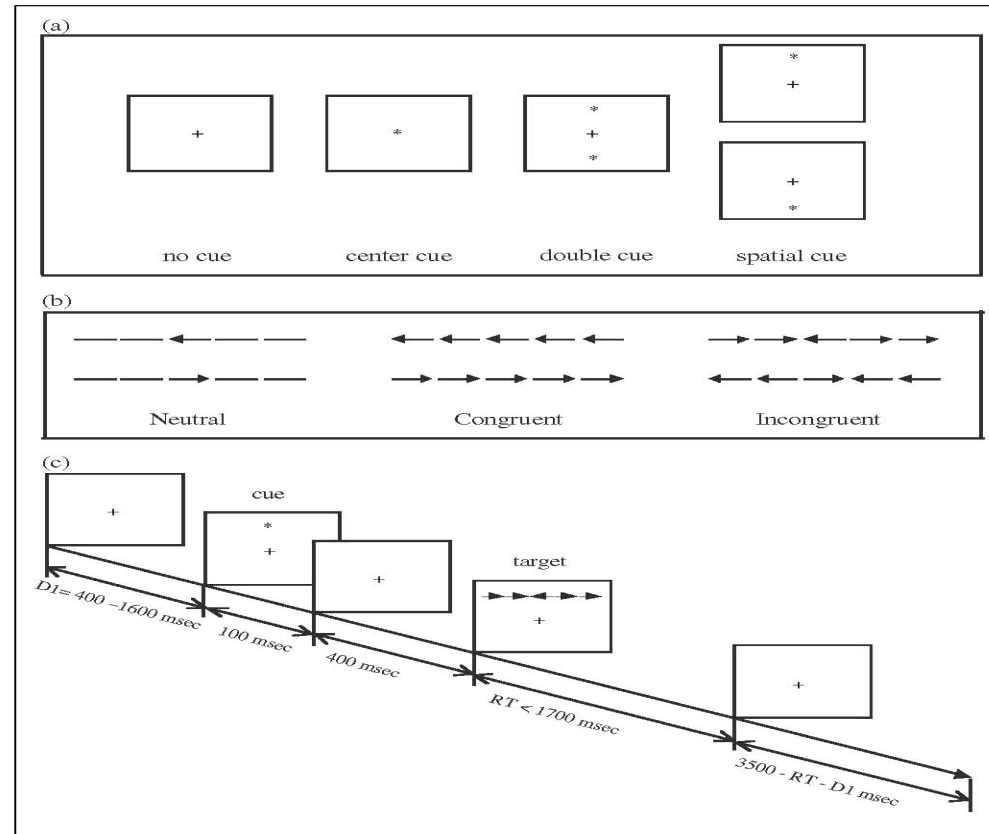 (a)
+
*
*
+
*
*
+
+
*
no cue
center cue
double cue
spatial cue
(b)
Neutral
Congruent
Incongruent
(c)
+
cue
*
+
+
target
+
+
D1= 400 –1600 msec
100 msec
400 msec
RT < 1700 msec
3500 - RT - D1 msec